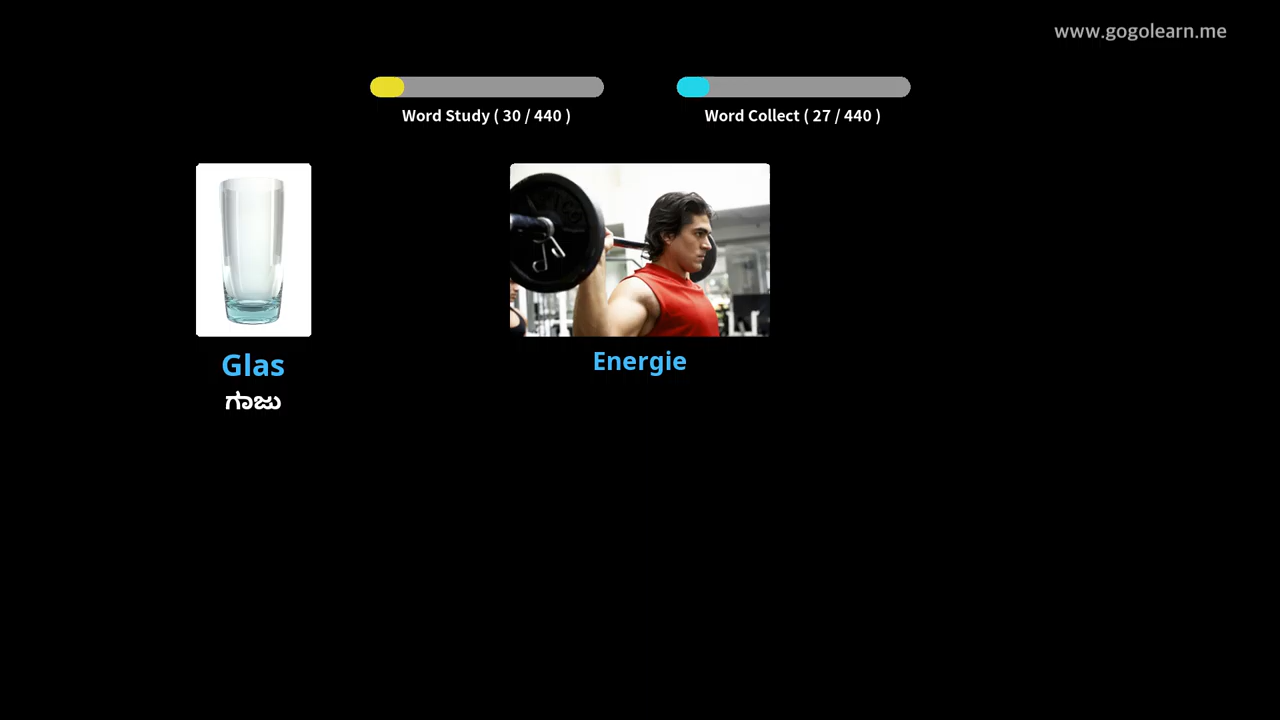 www.gogolearn.me
Word Study ( 30 / 440 )
Word Collect ( 27 / 440 )
Glas
ಗಾಜು
Energie